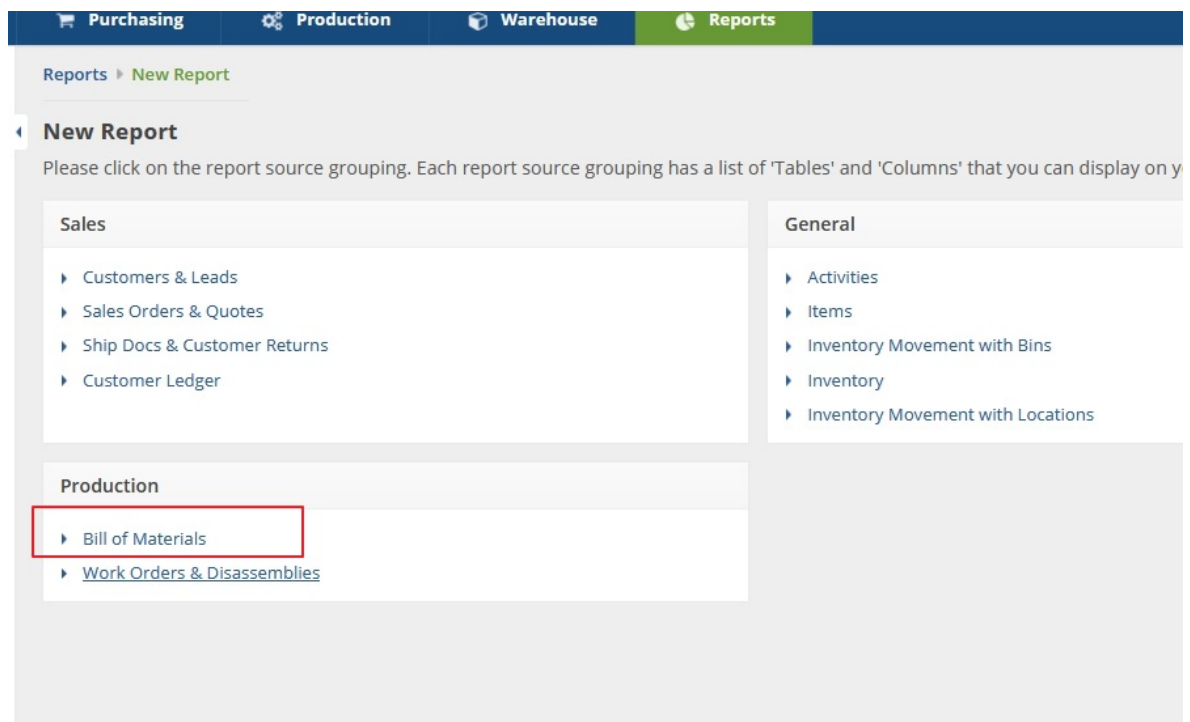 Purchasing Production Warehouse Reports
Reports New Report
New Report
Please click on the report source grouping. Each report source grouping has a list of 'Tables' and 'Columns' that you can display on
Sales
Customers & Leads
Sales Orders & Quotes
Ship Docs & Customer Returns
Customer Ledger
General
Activities
Items
Inventory Movement with Bins
Inventory
Inventory Movement with Locations
Production
Bill of Materials
Work Orders & Disassemblies